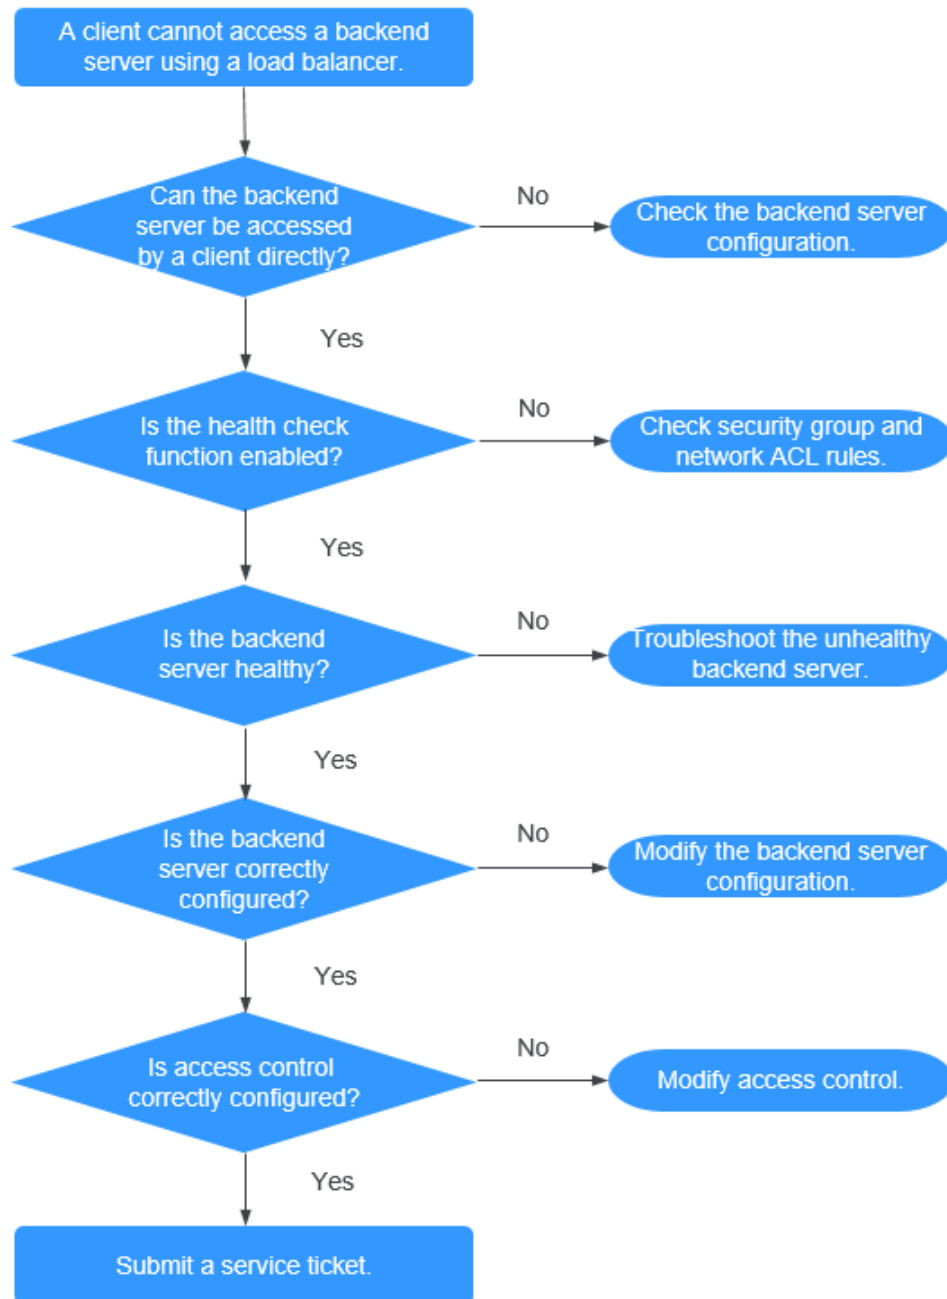 A client cannot access a backend
server using a load balancer.
Can the backend
server be accessed
by a client directly?
No
Check the backend server
configuration.
Yes
Is the health check
function enabled?
No
Check security group and
network ACL rules.
Yes
Is the backend
server healthy?
No
Troubleshoot the unhealthy
backend server.
Yes
Is the backend
server correctly
configured?
No
Modify the backend server
configuration.
Yes
Is access control
correctly configured?
No
Modify access control.
Yes
Submit a service ticket.